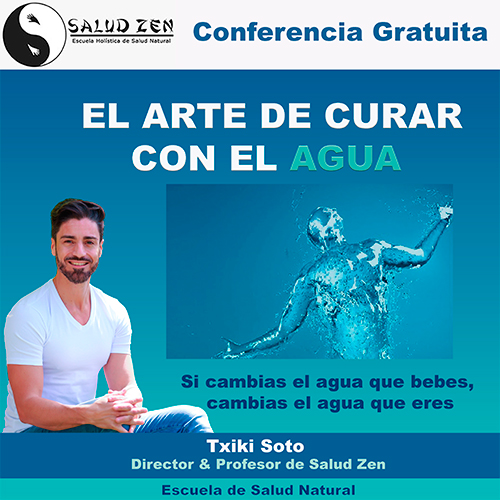 SALUD ZEN
Escuela Holística de Salud Natural
Conferencia Gratuita
EL ARTE DE CURAR
CON EL AGUA
Si cambias el agua que bebes,
cambias el agua que eres
Txiki Soto
Director & Profesor de Salud Zen
Escuela de Salud Natural